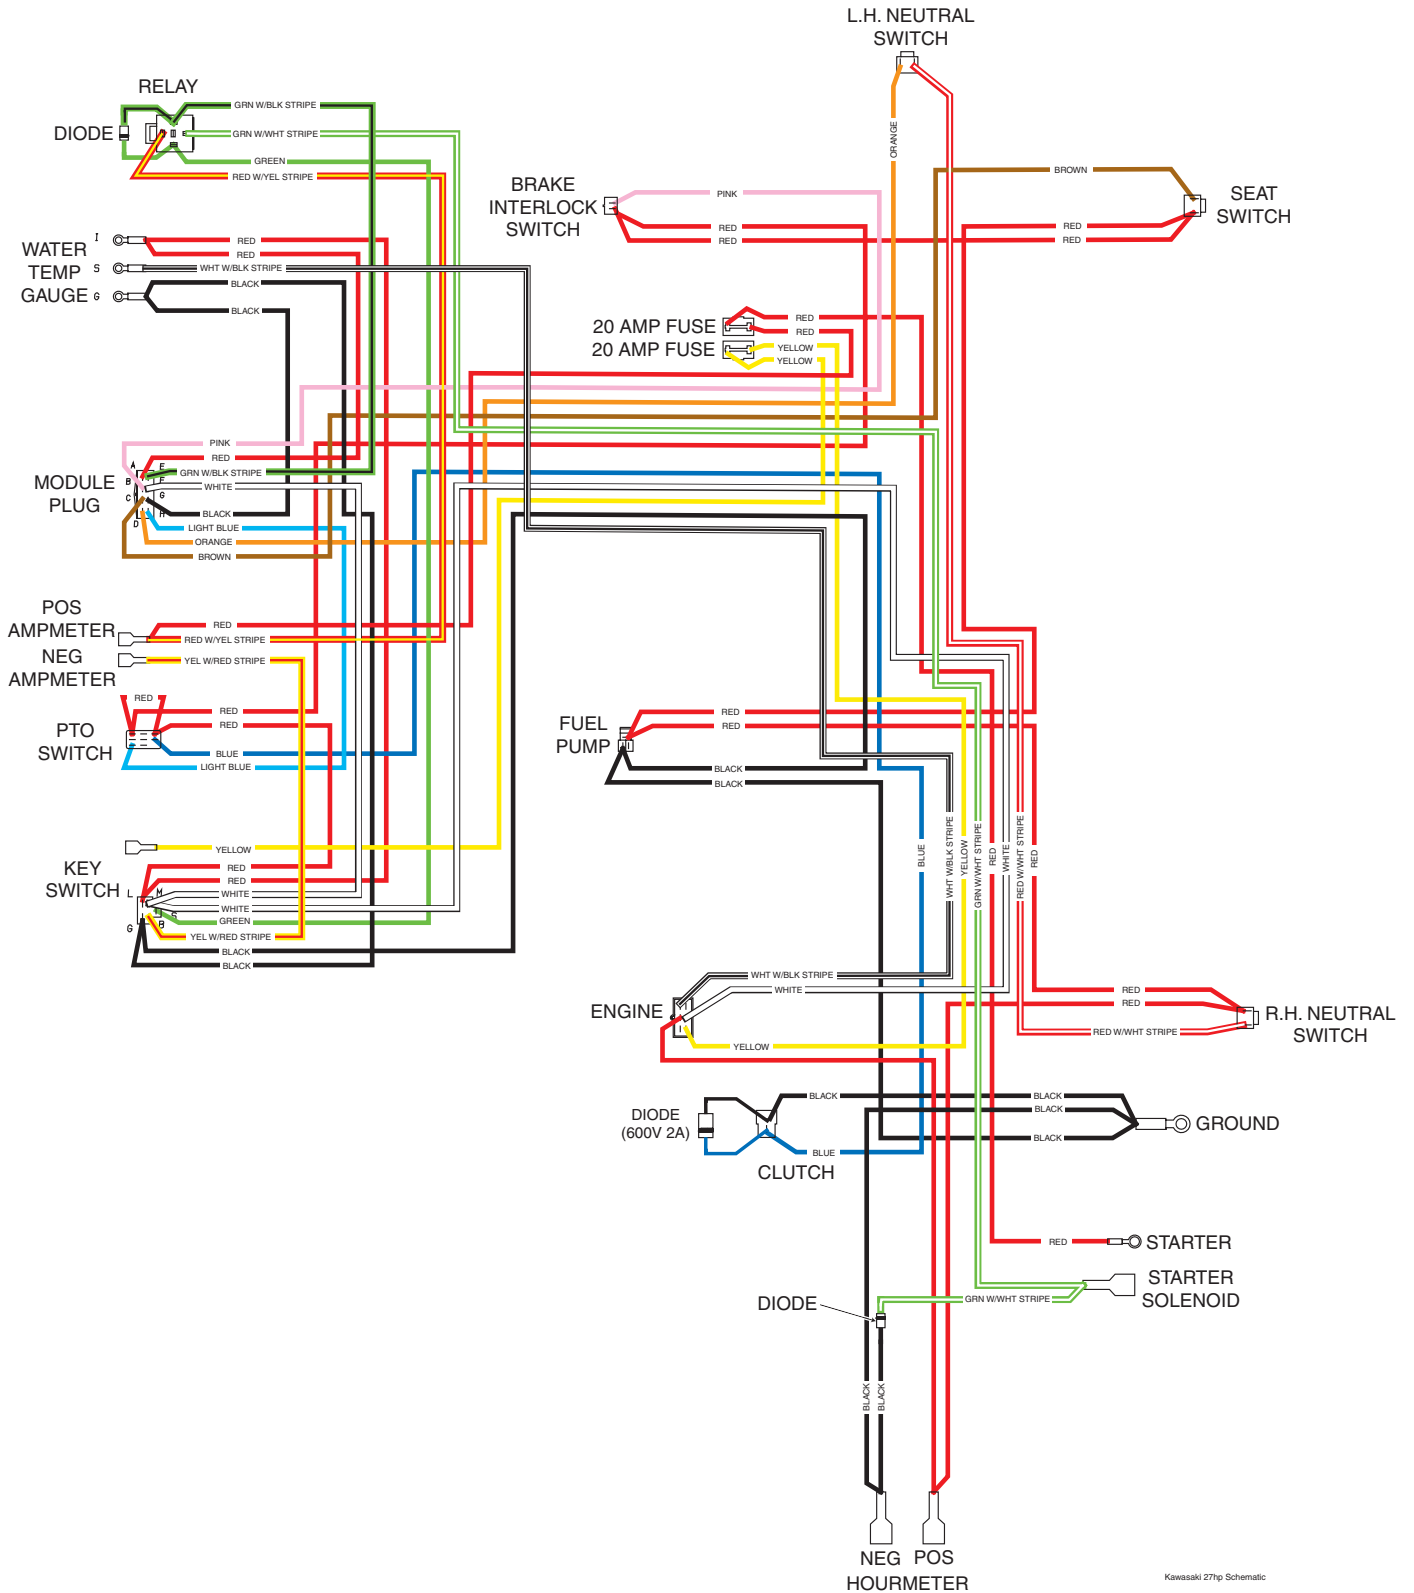 L.H. NEUTRAL
SWITCH
RELAY
GRN W/BLK STRIPE
DIODE
GRN W/WHT STRIPE
GREEN
RED W/YEL STRIPE
ORANGE
BRAKE
INTERLOCK
SWITCH
PINK
RED
RED
BROWN
RED
RED
SEAT
SWITCH
WATER
TEMP
GAUGE
I
S
G
RED
RED
WHT W/BLK STRIPE
BLACK
BLACK
20 AMP FUSE
20 AMP FUSE
RED
RED
YELLOW
YELLOW
MODULE
PLUG
A
B
C
D
E
F
G
H
PINK
RED
GRN W/BLK STRIPE
WHITE
BLACK
LIGHT BLUE
ORANGE
BROWN
POS
AMPMETER
NEG
AMPMETER
RED
RED W/YEL STRIPE
YEL W/RED STRIPE
PTO
SWITCH
RED
RED
RED
BLUE
LIGHT BLUE
FUEL
PUMP
RED
RED
BLACK
BLACK
KEY
SWITCH
YELLOW
L
M
S
B
G
RED
RED
WHITE
WHITE
GREEN
YEL W/RED STRIPE
BLACK
BLACK
BLUE
WHT W/BLK STRIPE
YELLOW
GRN W/WHT STRIPE
RED
WHITE
RED W/WHT STRIPE
RED
ENGINE
WHT W/BLK STRIPE
WHITE
YELLOW
RED
RED
RED W/WHT STRIPE
R.H. NEUTRAL
SWITCH
DIODE
(600V 2A)
CLUTCH
BLACK
BLUE
BLACK
BLACK
BLACK
GROUND
RED
STARTER
STARTER
SOLENOID
GRN W/WHT STRIPE
DIODE
BLACK
BLACK
NEG POS
HOURMETER
Kawasaki 27hp Schematic